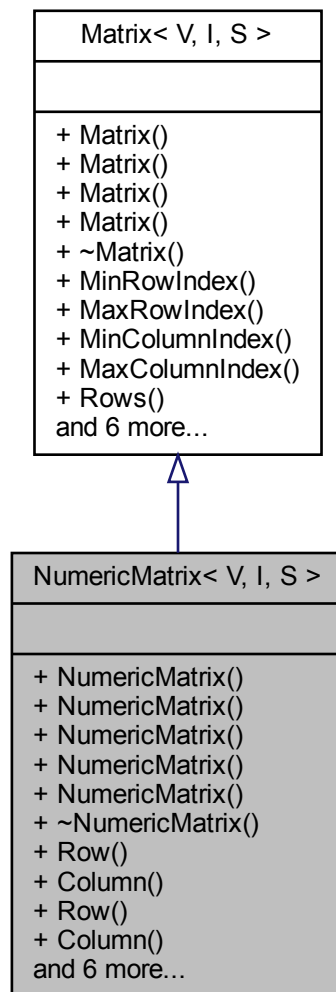 Matrix< V, I, S >
+ Matrix()
+ Matrix()
+ Matrix()
+ Matrix()
+ ~Matrix()
+ MinRowIndex()
+ MaxRowIndex()
+ MinColumnIndex()
+ MaxColumnIndex()
+ Rows()
and 6 more...
NumericMatrix< V, I, S >
+ NumericMatrix()
+ NumericMatrix()
+ NumericMatrix()
+ NumericMatrix()
+ NumericMatrix()
+ ~NumericMatrix()
+ Row()
+ Column()
+ Row()
+ Column()
and 6 more...